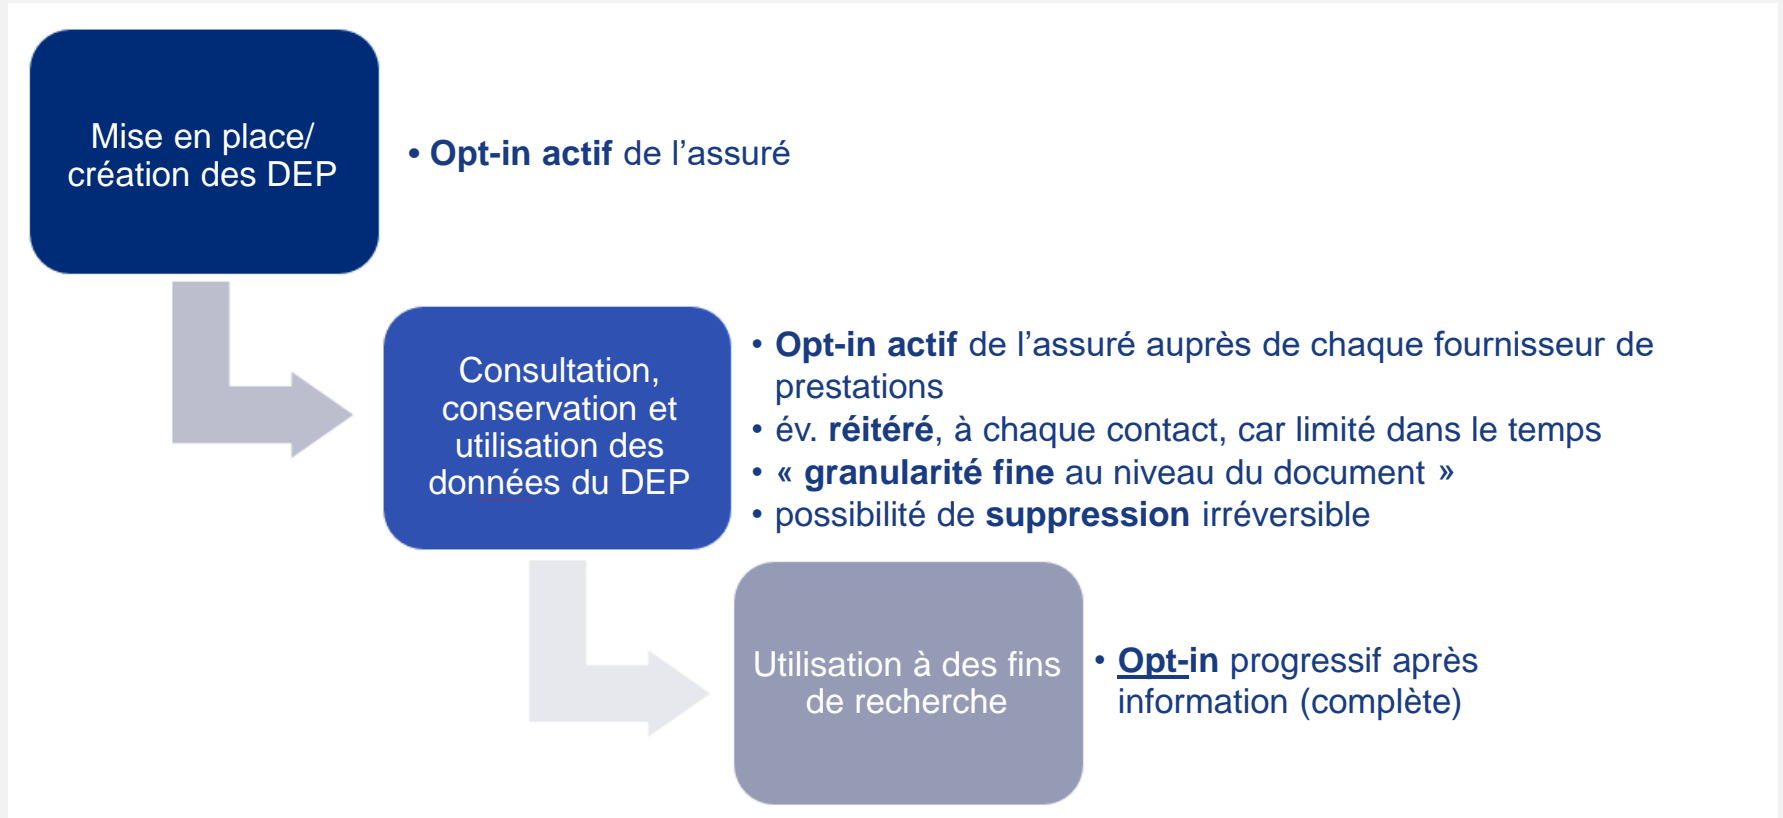 Mise en place/
création des DEP
• Opt-in actif de l’assuré
Consultation,
conservation et
utilisation des
données du DEP
• Opt-in actif de l’assuré auprès de chaque fournisseur de
prestations
• év. réitéré, à chaque contact, car limité dans le temps
• « granularité fine au niveau du document »
• possibilité de suppression irréversible
Utilisation à des fins
de recherche
• Opt-in progressif après
information (complète)